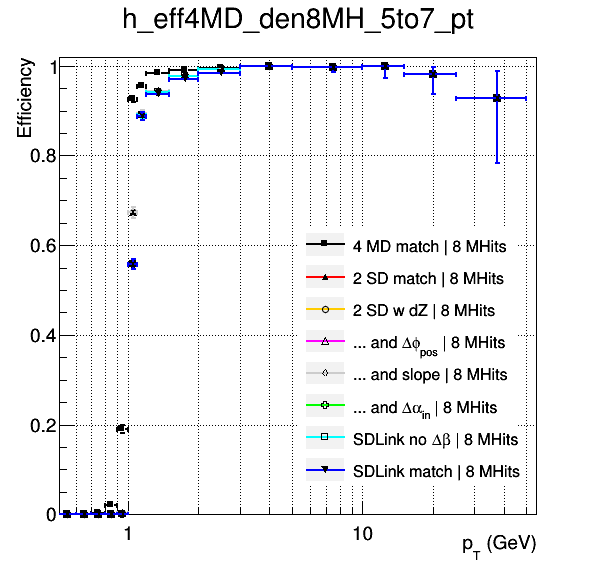 h_eff4MD_den8MH_5to7_pt
Efficiency
1
0.8
0.6
0.4
0.2
0
4 MD match | 8 MHits
2 SD match | 8 MHits
2 SD w dZ | 8 MHits
... and Δϕpos | 8 MHits
... and slope | 8 MHits
... and Δαin | 8 MHits
SDLink no Δβ | 8 MHits
SDLink match | 8 MHits
1 10
pT (GeV)